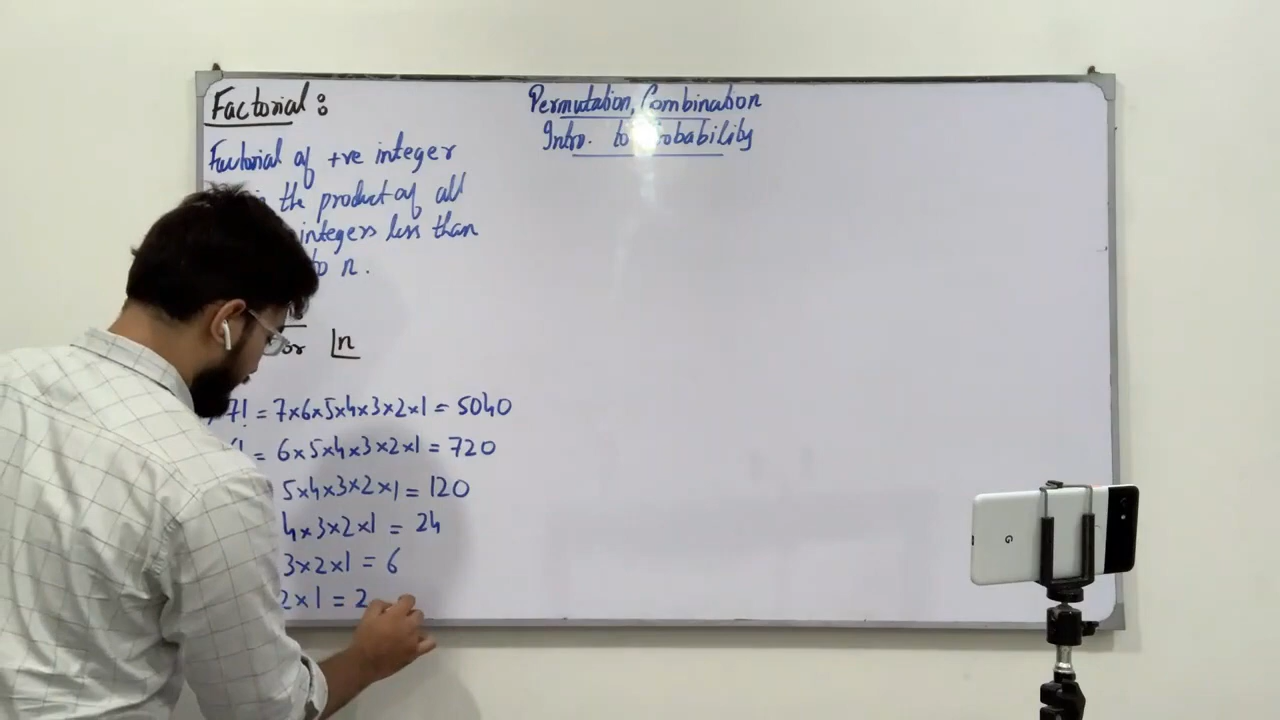 Factorial :
Permutation, Combination
Intro. to Probability
Factorial of +ve integer
the product of all
integers less than
to n.
or |n
7! = 7×6×5×4×3×2×1 = 5040
! = 6×5×4×3×2×1 = 720
5×4×3×2×1 = 120
4×3×2×1 = 24
3×2×1 = 6
2×1 = 2
G